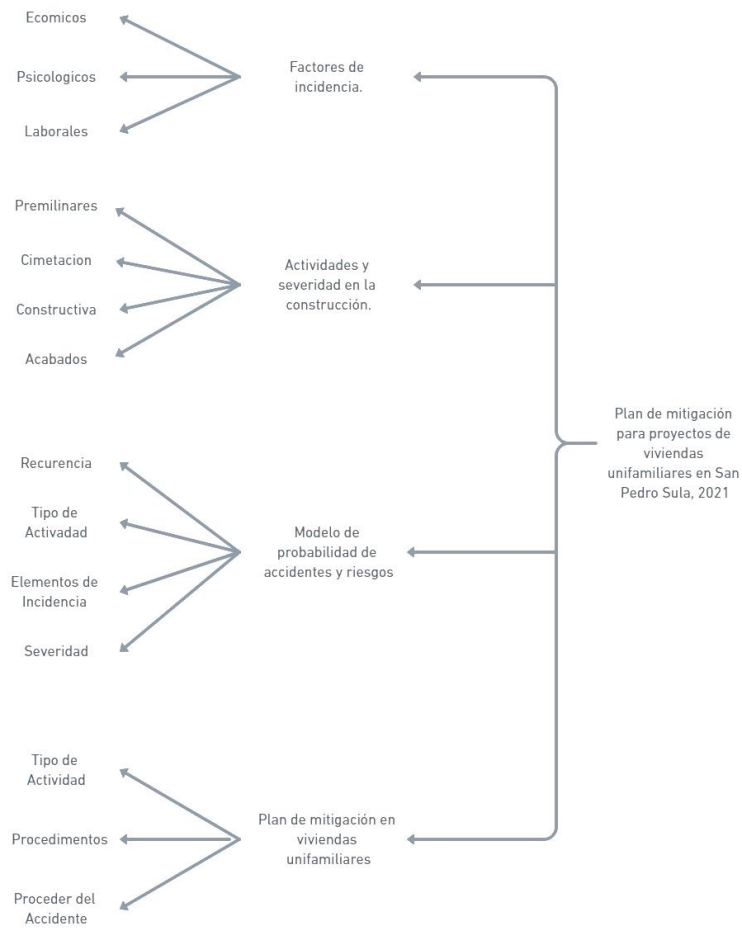 Ecomicos
Psicologicos
Laborales
Factores de
incidencia.
Premilinares
Cimetacion
Constructiva
Acabados
Actividades y
severidad en la
construcción.
Recurencia
Tipo de
Activadad
Elementos de
Incidencia
Severidad
Modelo de
probabilidad de
accidentes y riesgos
Tipo de
Actividad
Procedimentos
Proceder del
Accidente
Plan de mitigación en
viviendas
unifamiliares
Plan de mitigación
para proyectos de
viviendas
unifamiliares en San
Pedro Sula, 2021